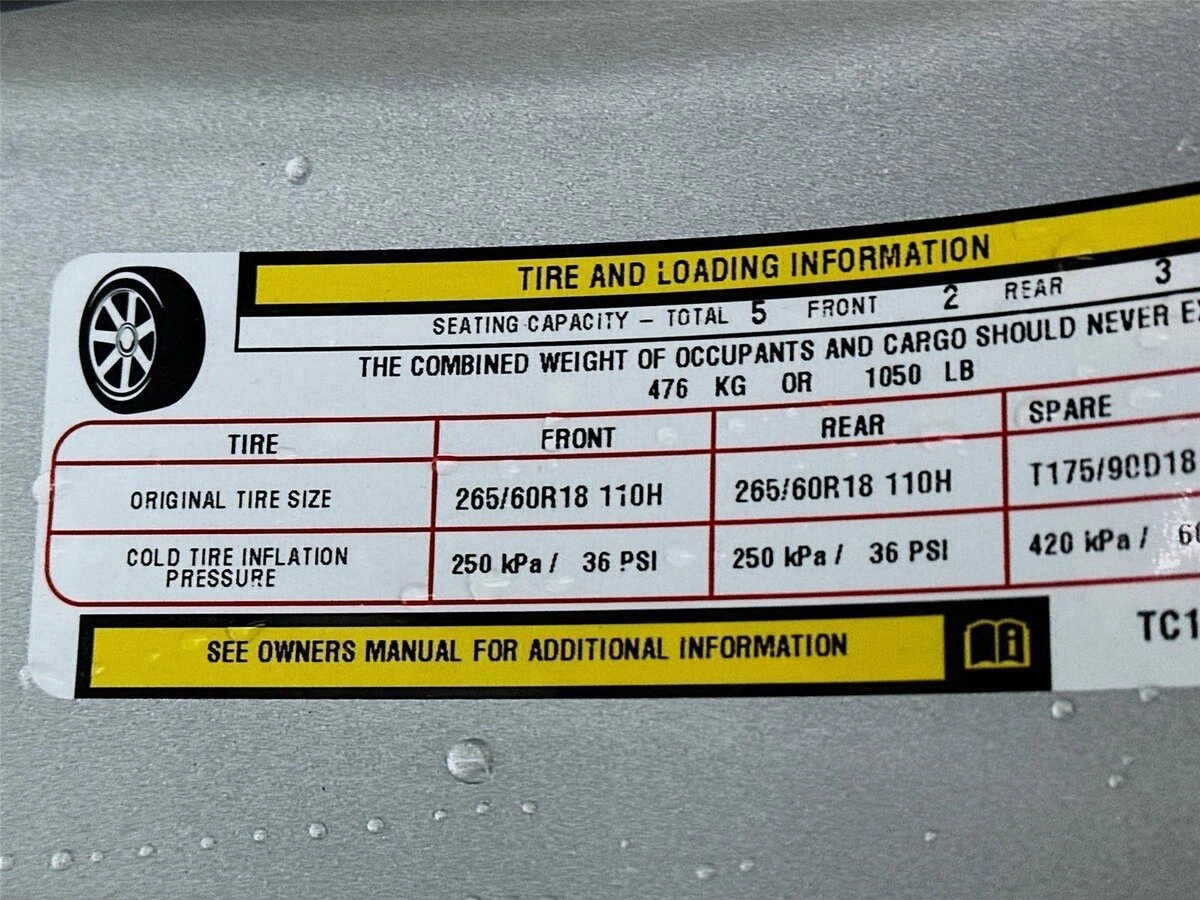 TIRE AND LOADING INFORMATION
SEATING CAPACITY – TOTAL 5 FRONT 2 REAR 3
THE COMBINED WEIGHT OF OCCUPANTS AND CARGO SHOULD NEVER
476 KG OR 1050 LB
TIRE FRONT REAR SPARE
ORIGINAL TIRE SIZE 265/60R18 110H 265/60R18 110H T175/90D18
COLD TIRE INFLATION
PRESSURE 250 kPa / 36 PSI 250 kPa / 36 PSI 420 kPa /
SEE OWNERS MANUAL FOR ADDITIONAL INFORMATION
TC1